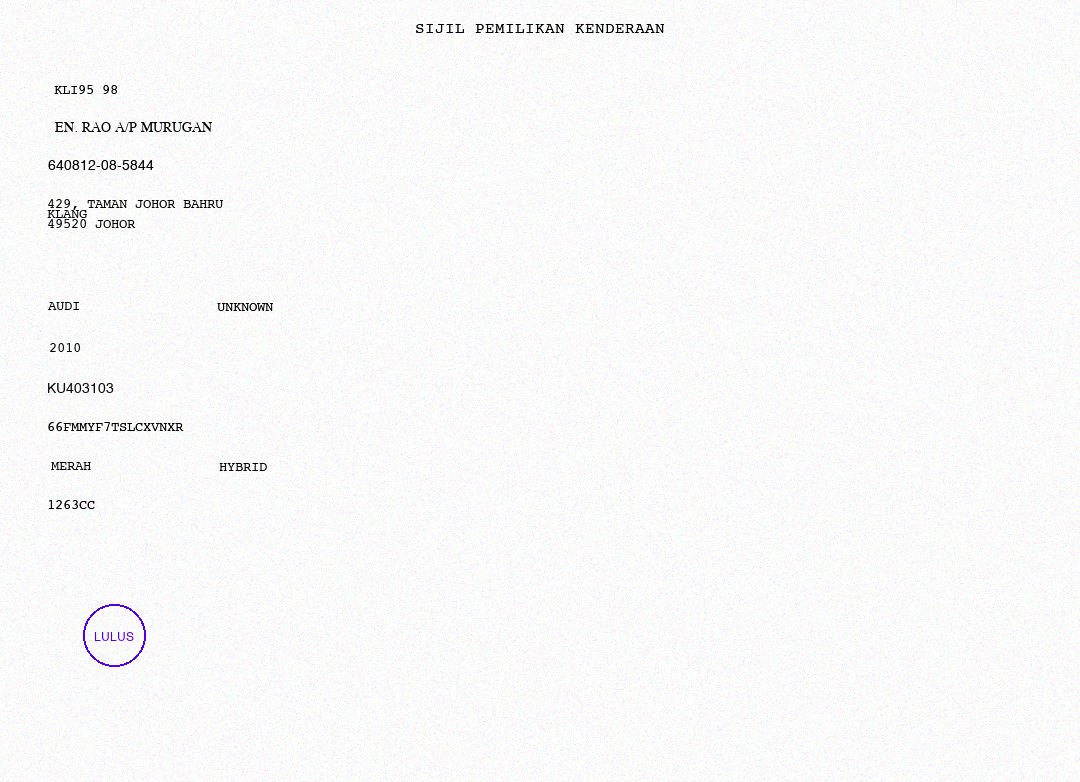 SIJIL PEMILIKAN KENDERAAN
KLI95 98
EN. RAO A/P MURUGAN
640812-08-5844
429, TAMAN JOHOR BAHRU
KLANG
49520 JOHOR
AUDI UNKNOWN
2010
KU403103
66FMMYF7TSLCXVNXR
MERAH HYBRID
1263CC
LULUS